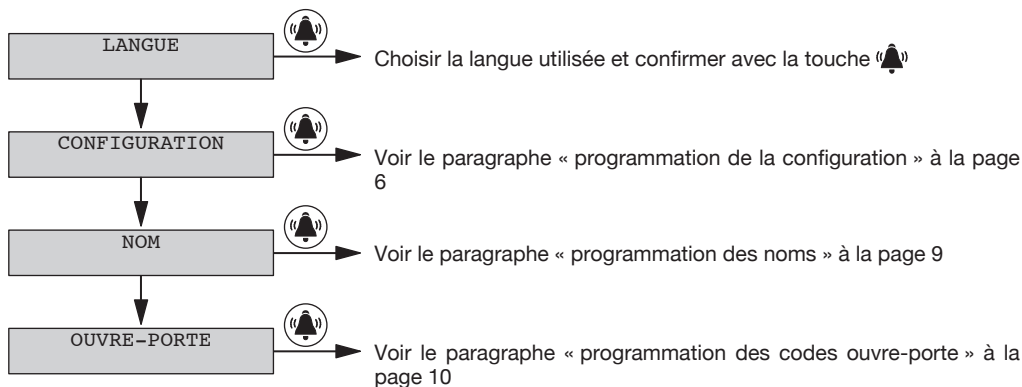 LANGUE
Choisir la langue utilisée et confirmer avec la touche
CONFIGURATION
Voir le paragraphe « programmation de la configuration » à la page
6
NOM
Voir le paragraphe « programmation des noms » à la page 9
OUVRE-PORTE
Voir le paragraphe « programmation des codes ouvre-porte » à la
page 10